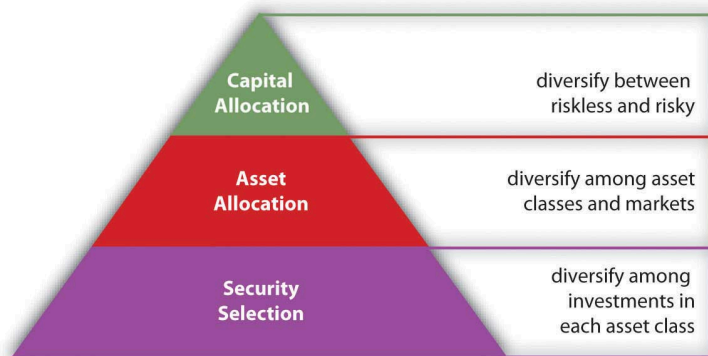 Capital
Allocation
diversify between
riskless and risky
Asset
Allocation
diversify among asset
classes and markets
Security
Selection
diversify among
investments in
each asset class